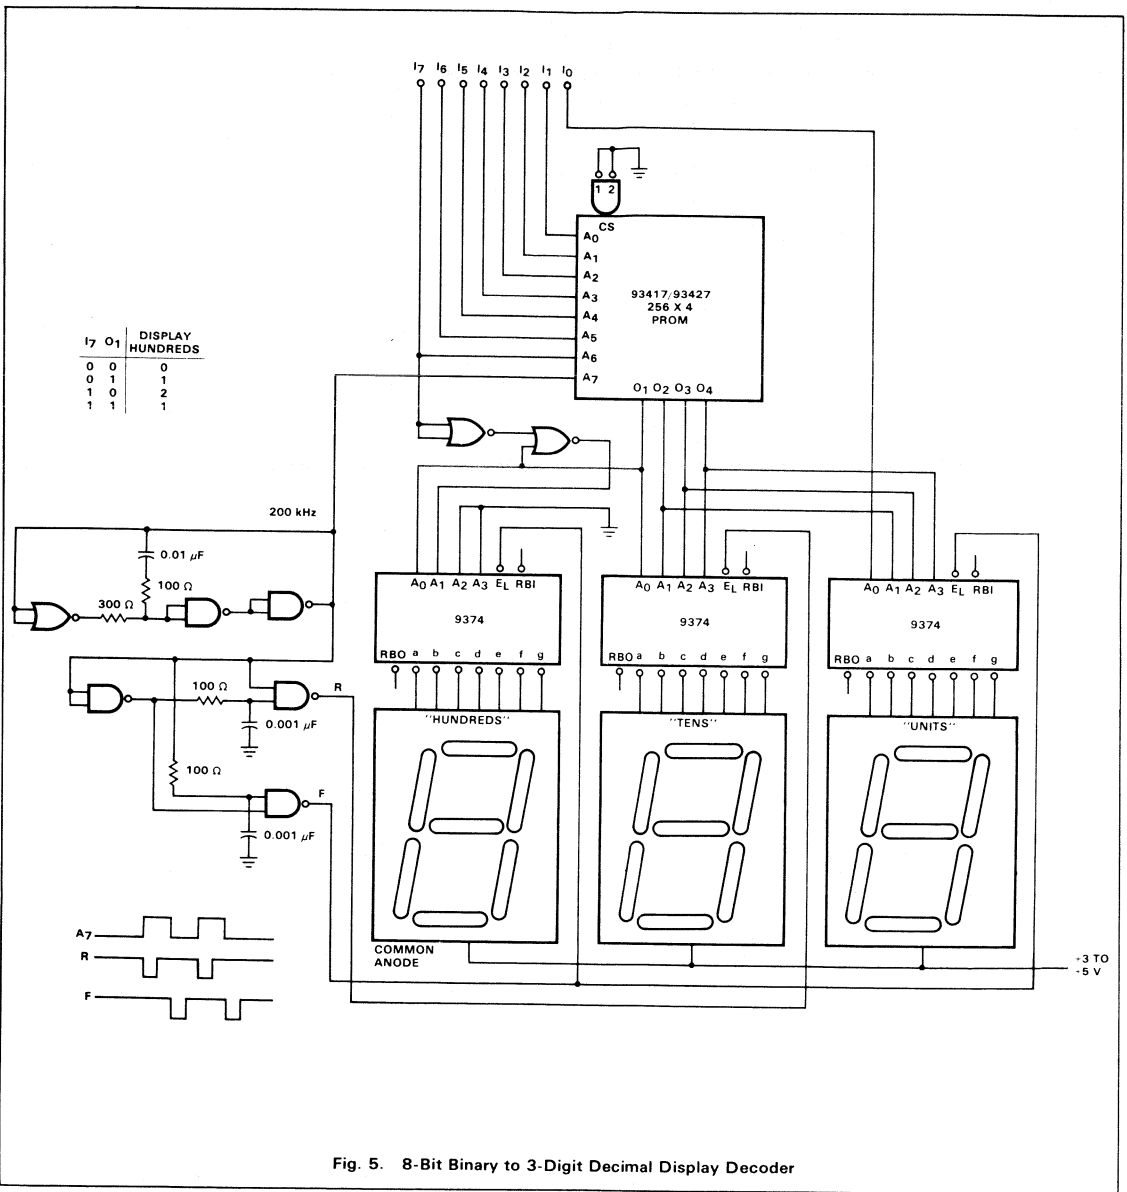 I7 I6 I5 I4 I3 I2 I1 I0
1 2
CS
A0
A1
A2
A3
A4
A5
A6
A7
93417/93427
256 X 4
PROM
O1 O2 O3 O4
I7 O1 DISPLAY HUNDREDS
0 0 0
0 1 1
1 0 2
1 1 1
200 kHz
0.01 µF
100 Ω
300 Ω
A0 A1 A2 A3 EL RBI
9374
RBO a b c d e f g
A0 A1 A2 A3 EL RBI
9374
RBO a b c d e f g
A0 A1 A2 A3 EL RBI
9374
RBO a b c d e f g
100 Ω
R
0.001 µF
100 Ω
F
0.001 µF
"HUNDREDS"
"TENS"
"UNITS"
COMMON
ANODE
+3 TO
+5 V
A7
R
F
Fig. 5. 8-Bit Binary to 3-Digit Decimal Display Decoder